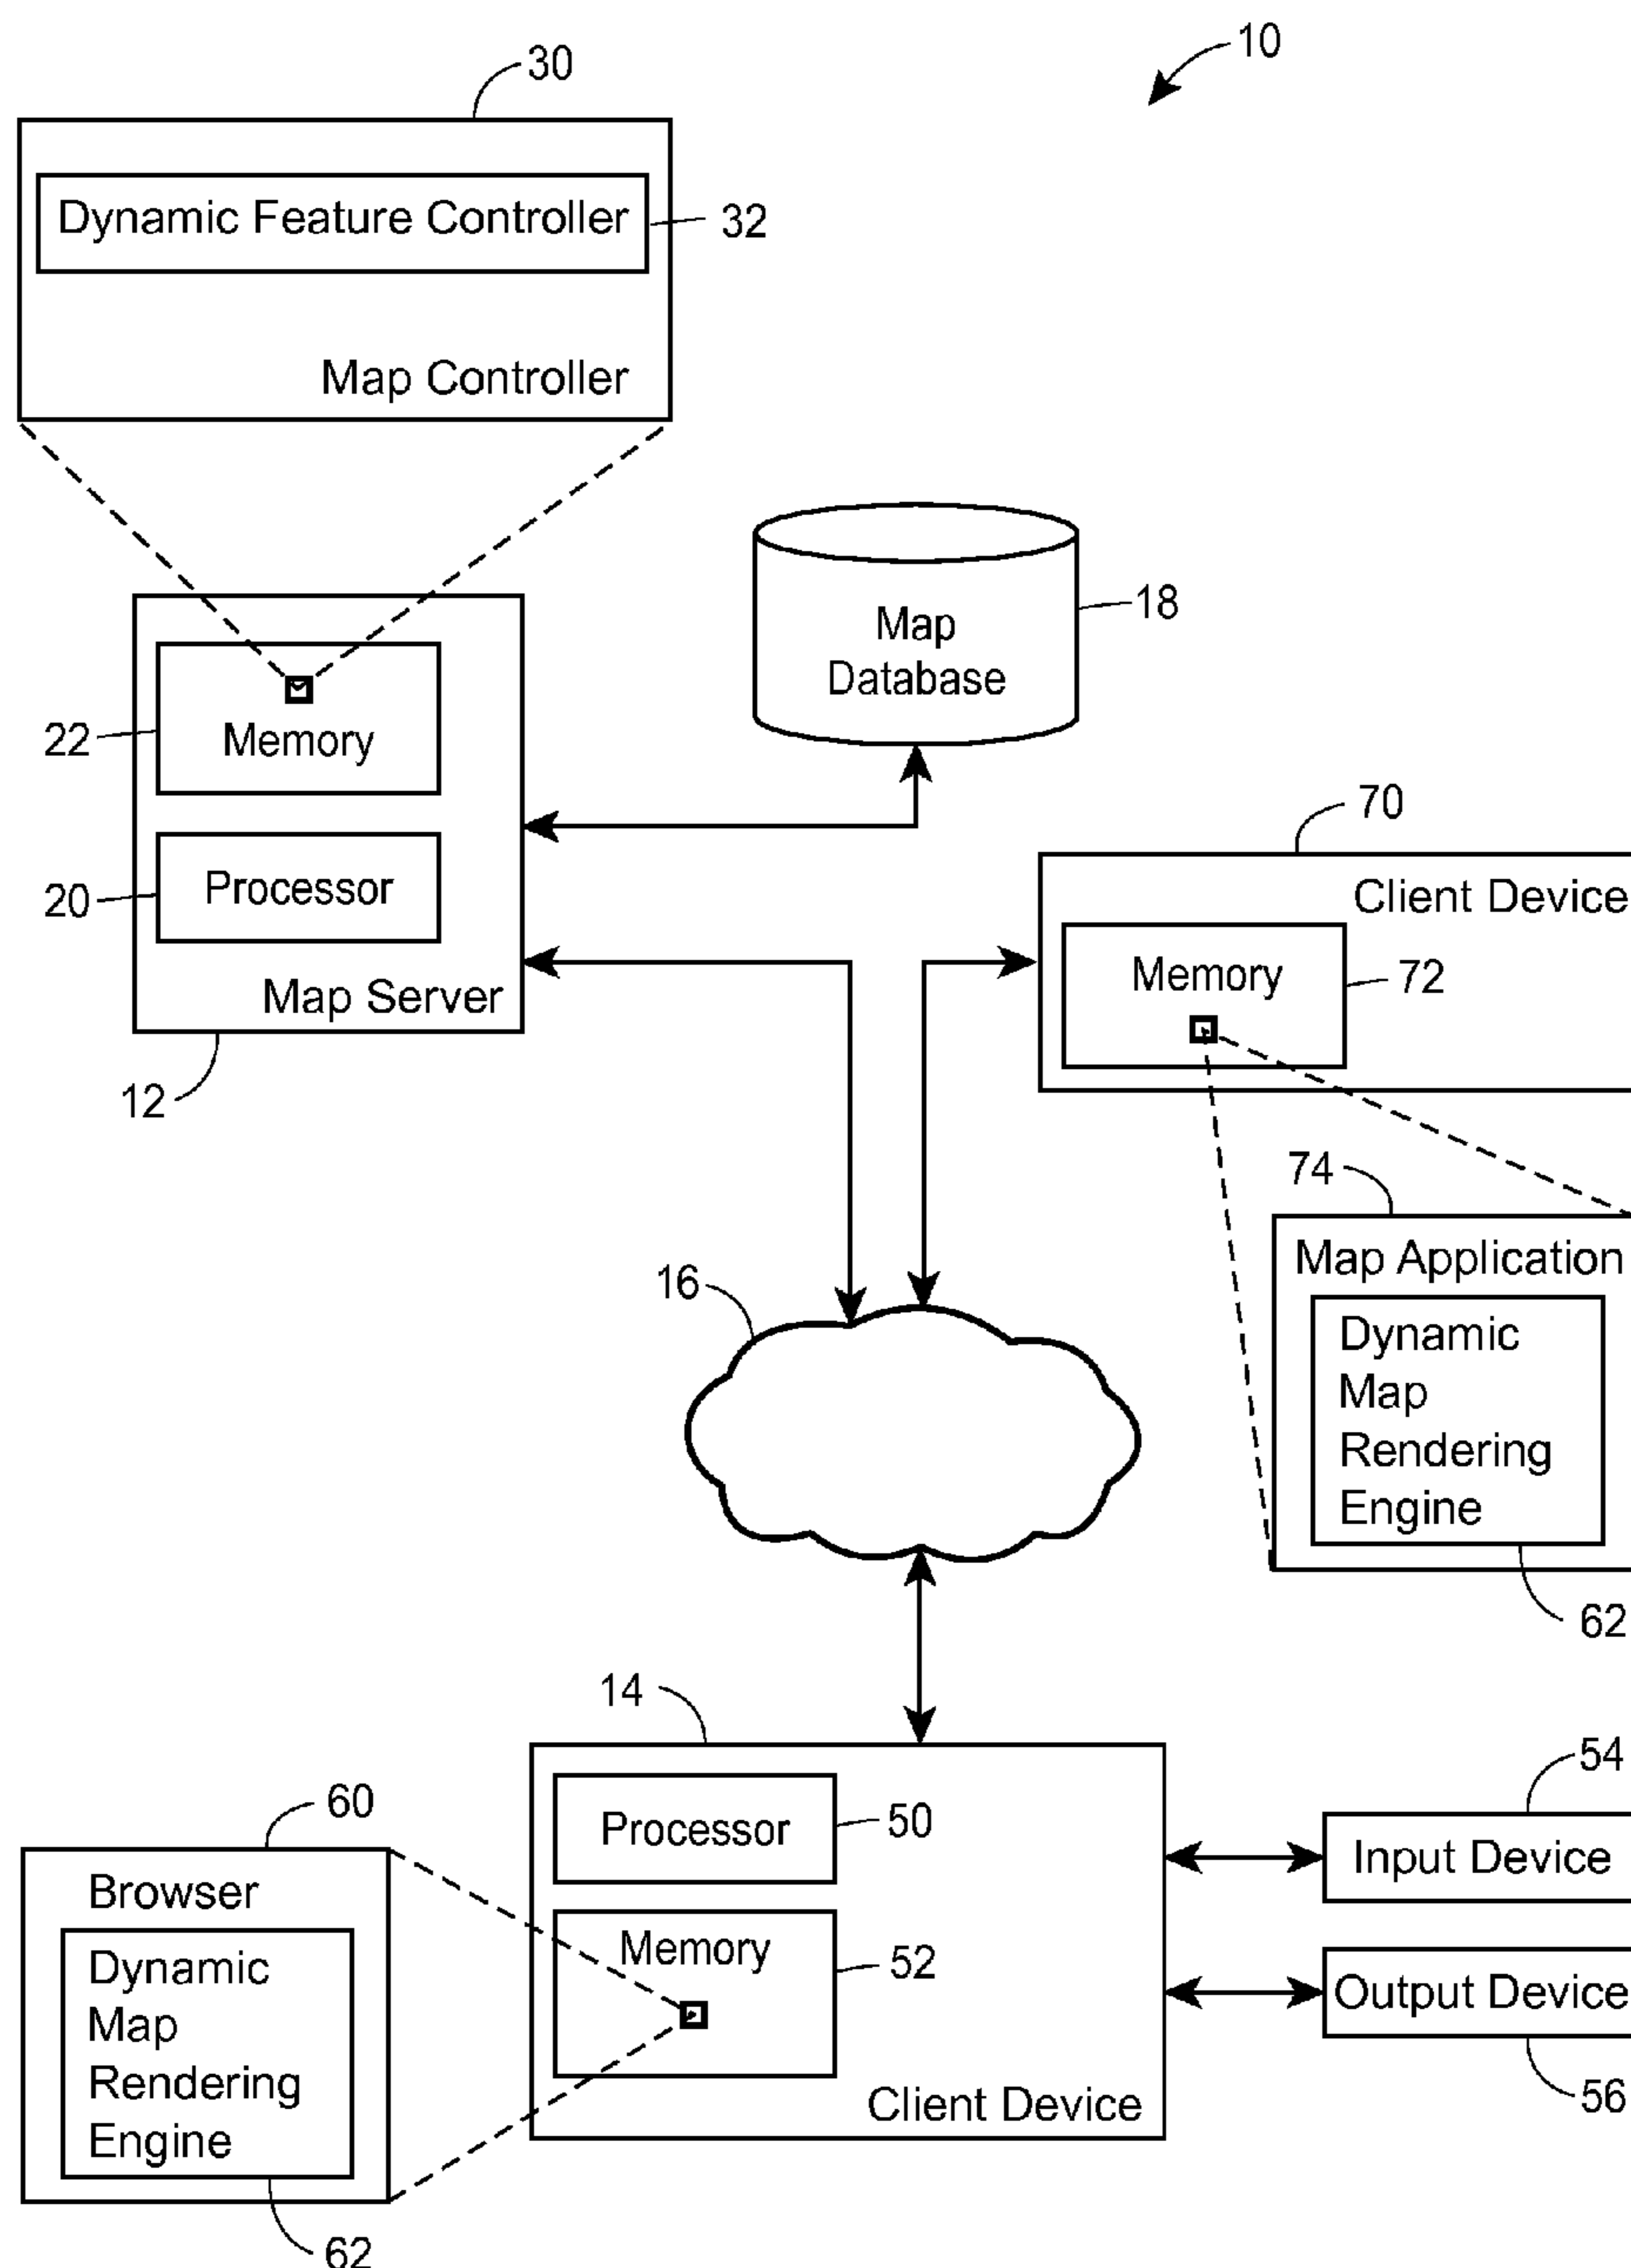 10
30
Dynamic Feature Controller
32
Map Controller
Map
Database
18
22
Memory
20
Processor
Map Server
12
70
Client Device
Memory
72
74
Map Application
Dynamic
Map
Rendering
Engine
62
16
14
Processor
50
Memory
52
Client Device
54
Input Device
Output Device
56
60
Browser
Dynamic
Map
Rendering
Engine
62